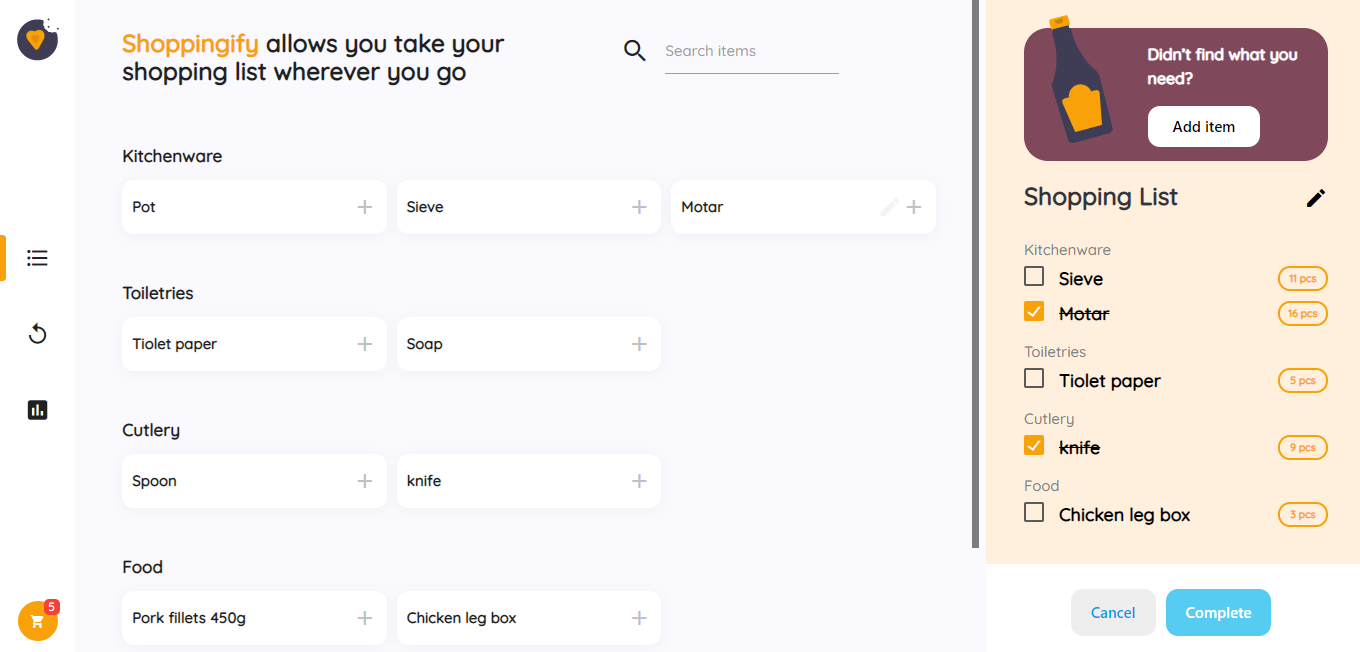 Shoppingify allows you take your
shopping list wherever you go
Search items
Kitchenware
Pot
Sieve
Motar
Toiletries
Tiolet paper
Soap
Cutlery
Spoon
knife
Food
Pork fillets 450g
Chicken leg box
5
Didn't find what you
need?
Add item
Shopping List
Kitchenware
Sieve 11 pcs
Motar 16 pcs
Toiletries
Tiolet paper 5 pcs
Cutlery
knife 9 pcs
Food
Chicken leg box 3 pcs
Cancel Complete